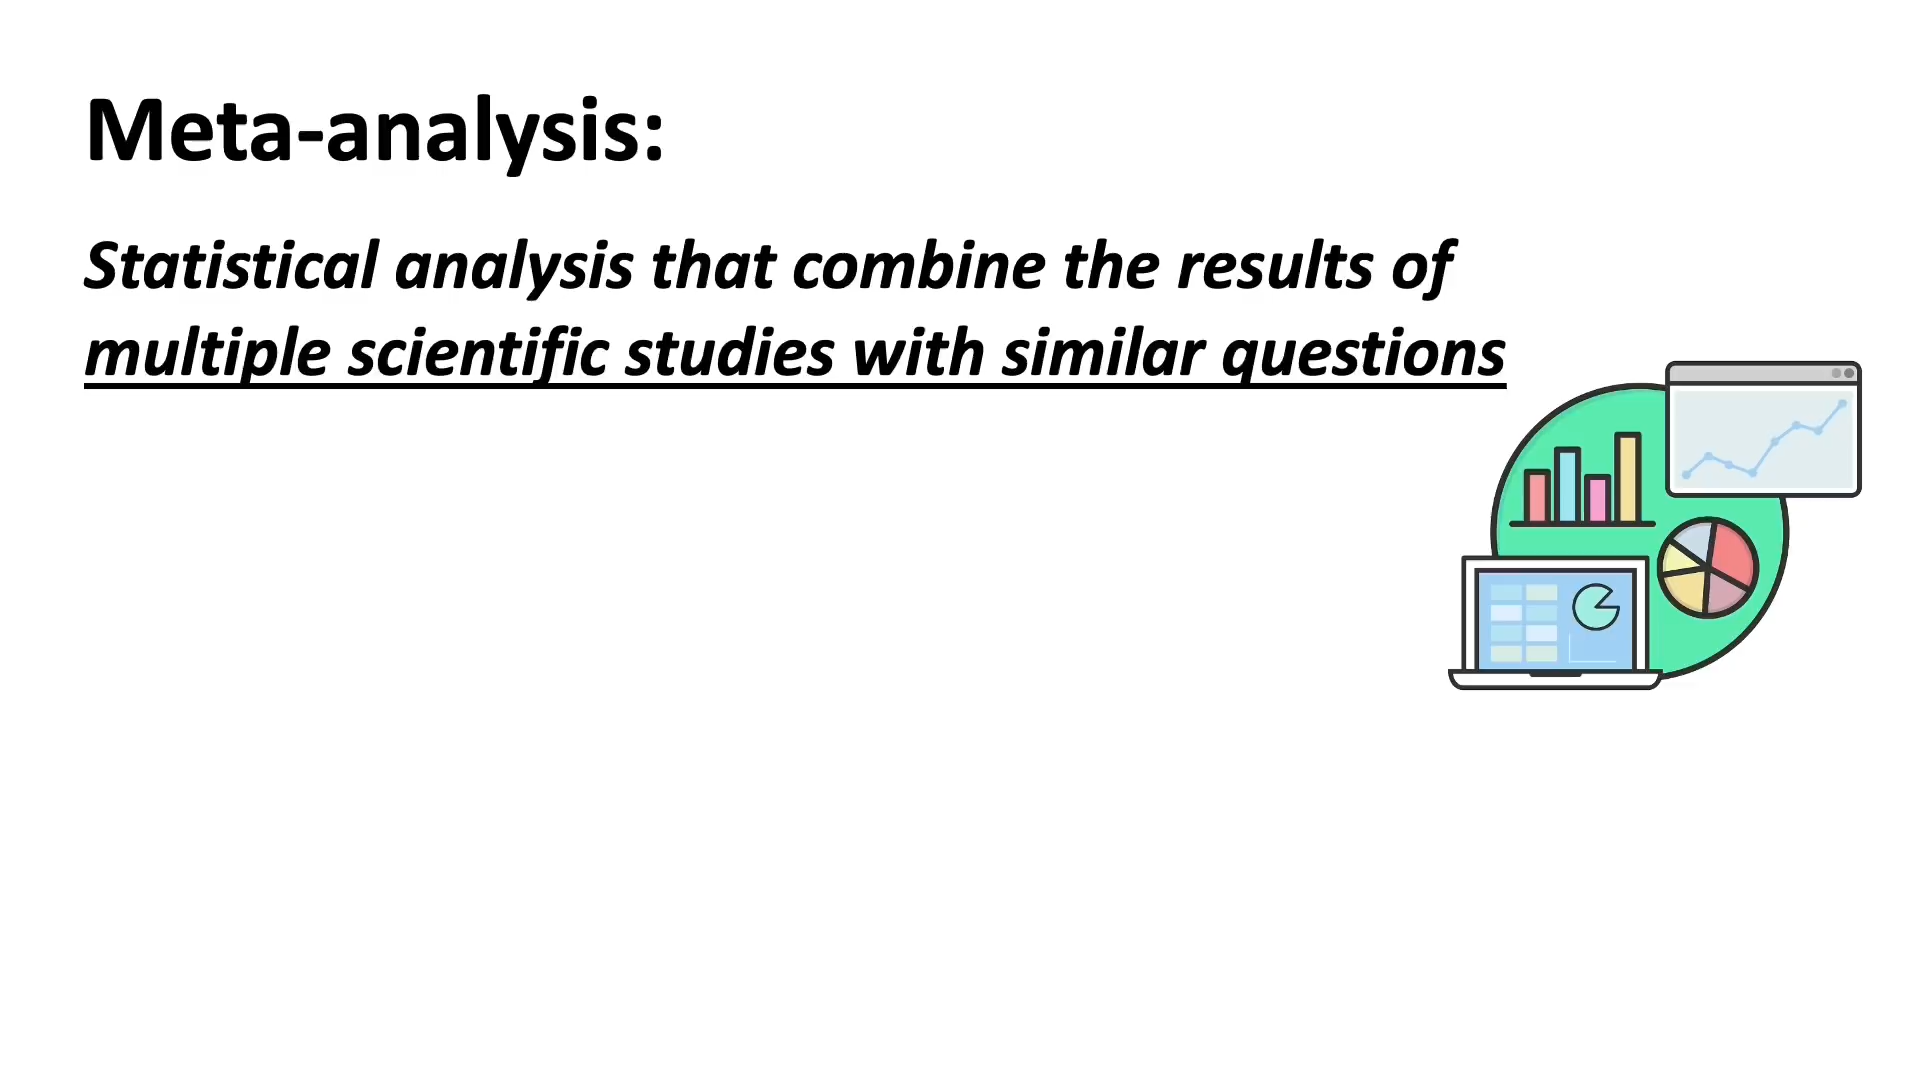 Meta-analysis:
Statistical analysis that combine the results of
multiple scientific studies with similar questions